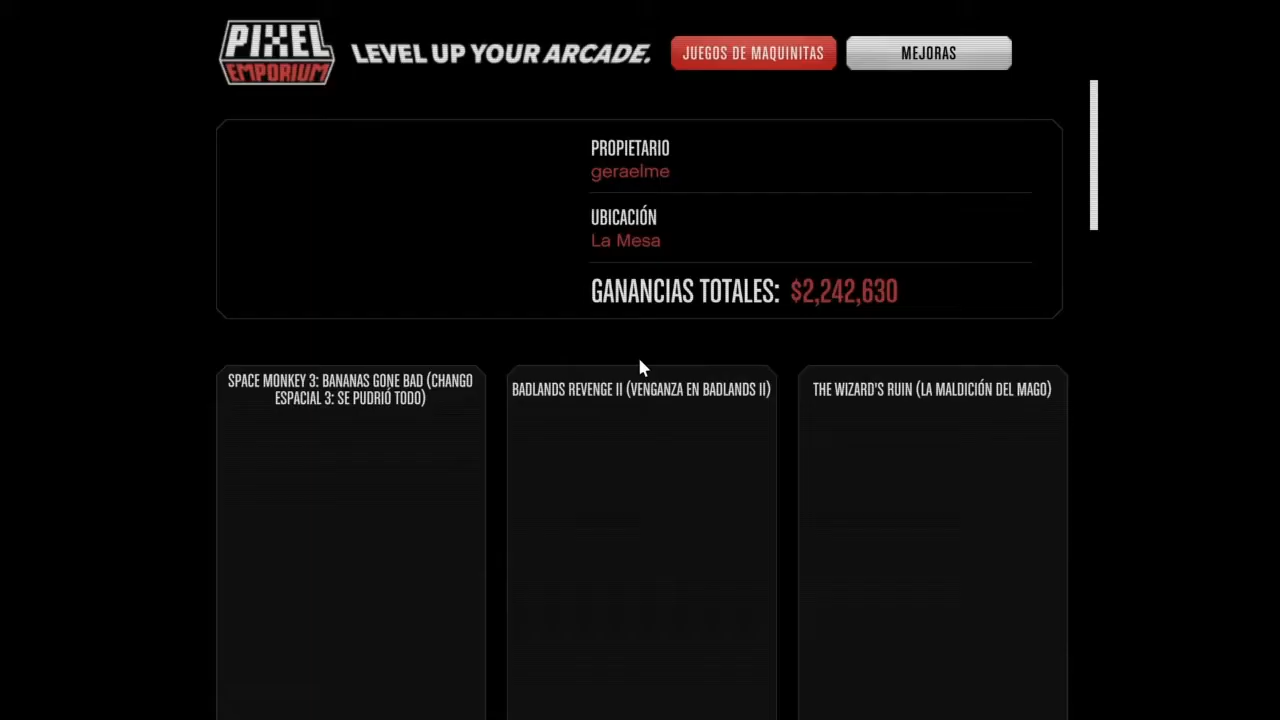 PIXEL
EMPORIUM
LEVEL UP YOUR ARCADE.
JUEGOS DE MAQUINITAS
MEJORAS
PROPIETARIO
geraelme
UBICACIÓN
La Mesa
GANANCIAS TOTALES: $2,242,630
SPACE MONKEY 3: BANANAS GONE BAD (CHANGO
ESPACIAL 3: SE PUDRIÓ TODO)
BADLANDS REVENGE II (VENGANZA EN BADLANDS II)
THE WIZARD'S RUIN (LA MALDICIÓN DEL MAGO)